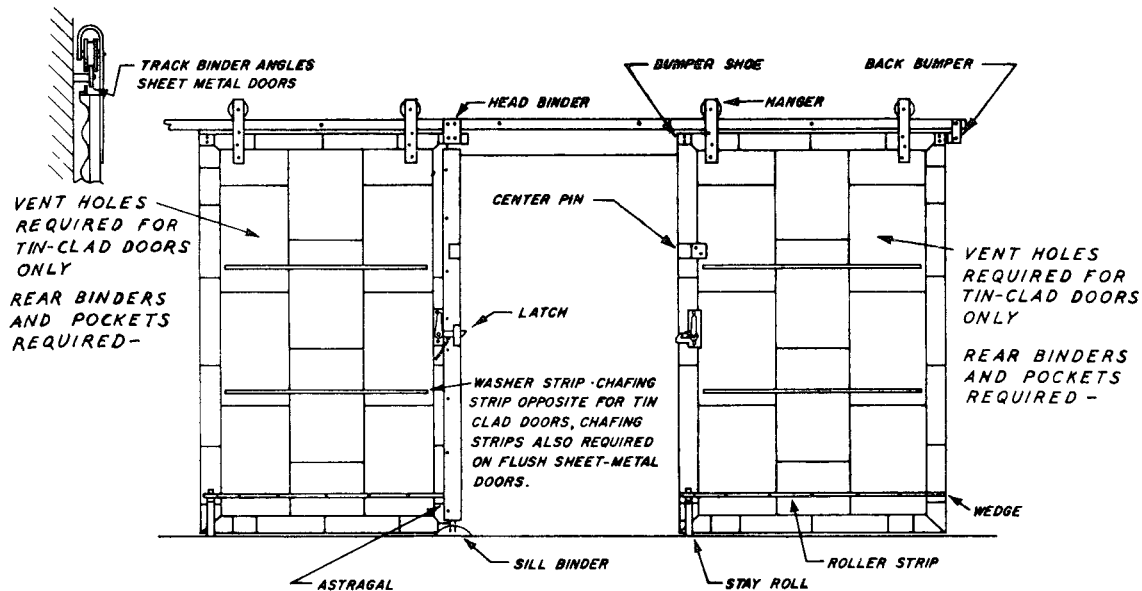 TRACK BINDER ANGLES
SHEET METAL DOORS
BUMPER SHOE
BACK BUMPER
HEAD BINDER
HANGER
VENT HOLES
REQUIRED FOR
TIN-CLAD DOORS
ONLY
CENTER PIN
VENT HOLES
REQUIRED FOR
TIN-CLAD DOORS
ONLY
REAR BINDERS
AND POCKETS
REQUIRED-
LATCH
REAR BINDERS
AND POCKETS
REQUIRED-
WASHER STRIP-CHAFING
STRIP OPPOSITE FOR TIN
CLAD DOORS, CHAFING
STRIPS ALSO REQUIRED
ON FLUSH SHEET-METAL
DOORS.
WEDGE
SILL BINDER
ROLLER STRIP
ASTRAGAL
STAY ROLL